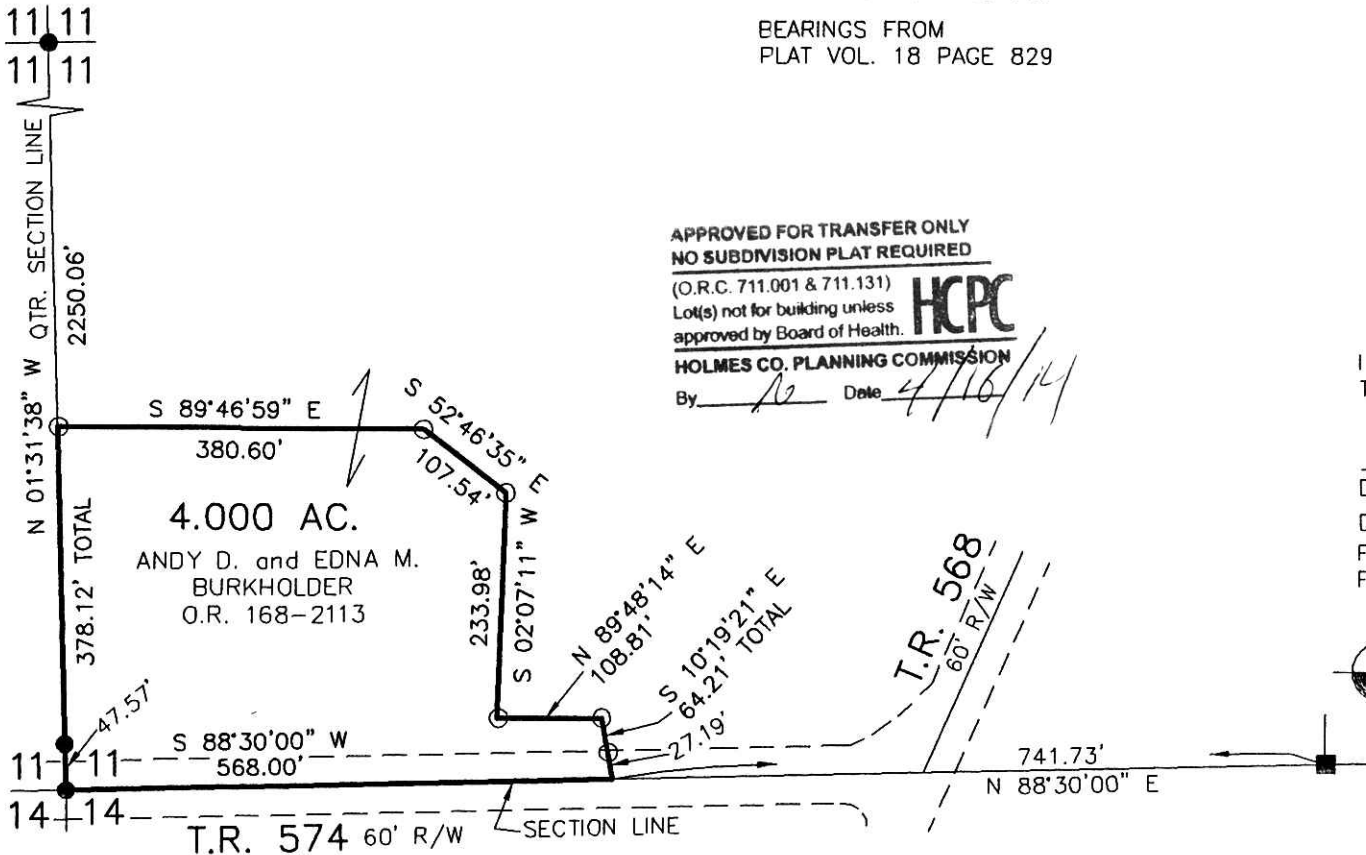 BEARINGS FROM
PLAT VOL. 18 PAGE 829
11 11
11 11
N 01°31'38" W QTR. SECTION LINE
2250.06'
APPROVED FOR TRANSFER ONLY
NO SUBDIVISION PLAT REQUIRED
(O.R.C. 711.001 & 711.131)
Lot(s) not for building unless
approved by Board of Health.
HCPC
HOLMES CO. PLANNING COMMISSION
By Date 4/16/14
S 89°46'59" E
380.60'
S 52°46'35" E
107.54'
4.000 AC.
ANDY D. and EDNA M.
BURKHOLDER
O.R. 168-2113
378.12' TOTAL
233.98'
S 02°07'11" W
N 89°48'14" E
108.81'
S 10°19'21" E
64.21' TOTAL
27.19'
T.R. 568
60' R/W
47.57'
S 88°30'00" W
568.00'
11 11
14 14
741.73'
N 88°30'00" E
T.R. 574 60' R/W
SECTION LINE
I
T
D
D
F
P